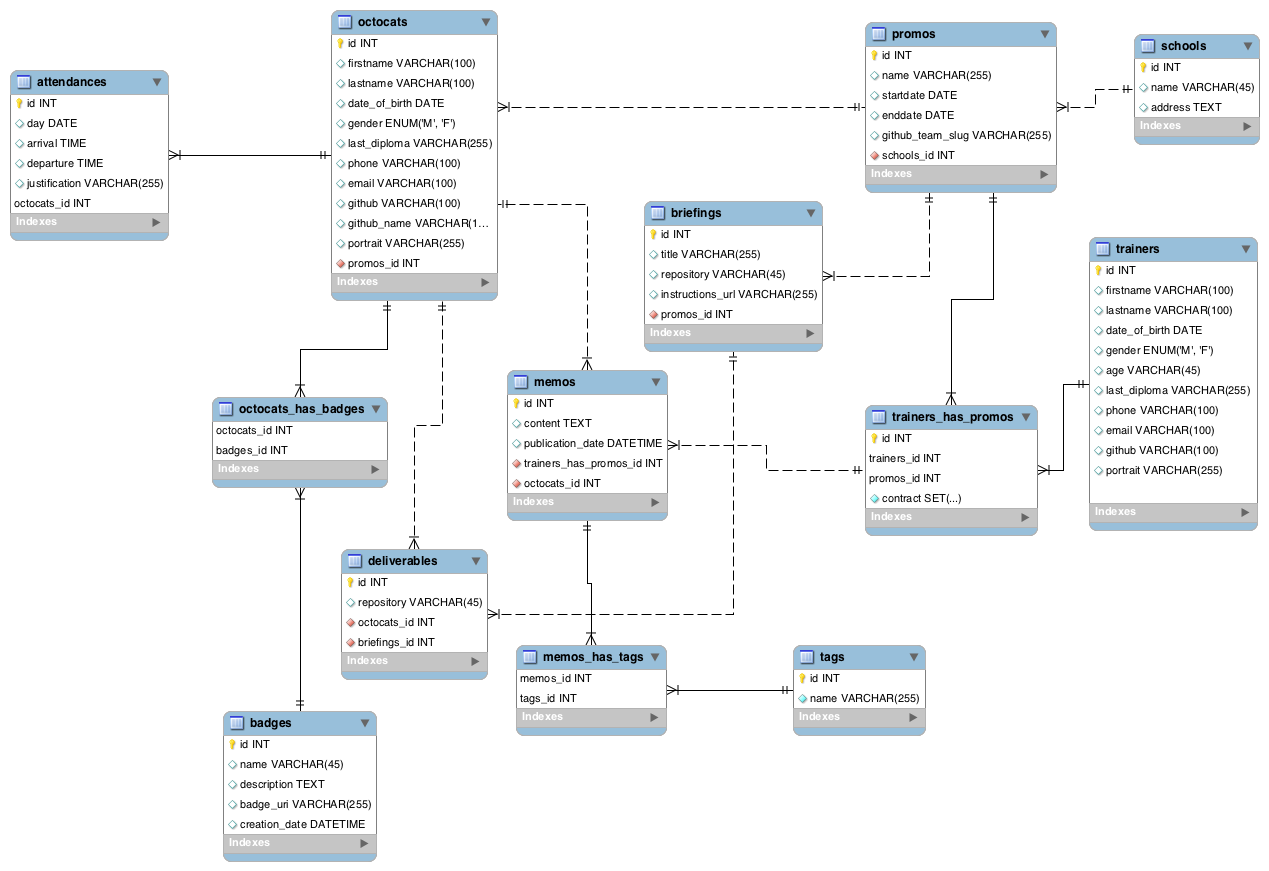 octocats
id INT
firstname VARCHAR(100)
lastname VARCHAR(100)
date_of_birth DATE
gender ENUM('M', 'F')
last_diploma VARCHAR(255)
phone VARCHAR(100)
email VARCHAR(100)
github VARCHAR(100)
github_name VARCHAR(1...
portrait VARCHAR(255)
promos_id INT
Indexes
promos
id INT
name VARCHAR(255)
startdate DATE
enddate DATE
github_team_slug VARCHAR(255)
schools_id INT
Indexes
schools
id INT
name VARCHAR(45)
address TEXT
Indexes
attendances
id INT
day DATE
arrival TIME
departure TIME
justification VARCHAR(255)
octocats_id INT
Indexes
briefings
id INT
title VARCHAR(255)
repository VARCHAR(45)
instructions_url VARCHAR(255)
promos_id INT
Indexes
trainers
id INT
firstname VARCHAR(100)
lastname VARCHAR(100)
date_of_birth DATE
gender ENUM('M', 'F')
age VARCHAR(45)
last_diploma VARCHAR(255)
phone VARCHAR(100)
email VARCHAR(100)
github VARCHAR(100)
portrait VARCHAR(255)
Indexes
octocats_has_badges
octocats_id INT
badges_id INT
Indexes
memos
id INT
content TEXT
publication_date DATETIME
trainers_has_promos_id INT
octocats_id INT
Indexes
trainers_has_promos
id INT
trainers_id INT
promos_id INT
contract SET(...)
Indexes
deliverables
id INT
repository VARCHAR(45)
octocats_id INT
briefings_id INT
Indexes
memos_has_tags
memos_id INT
tags_id INT
Indexes
tags
id INT
name VARCHAR(255)
Indexes
badges
id INT
name VARCHAR(45)
description TEXT
badge_uri VARCHAR(255)
creation_date DATETIME
Indexes